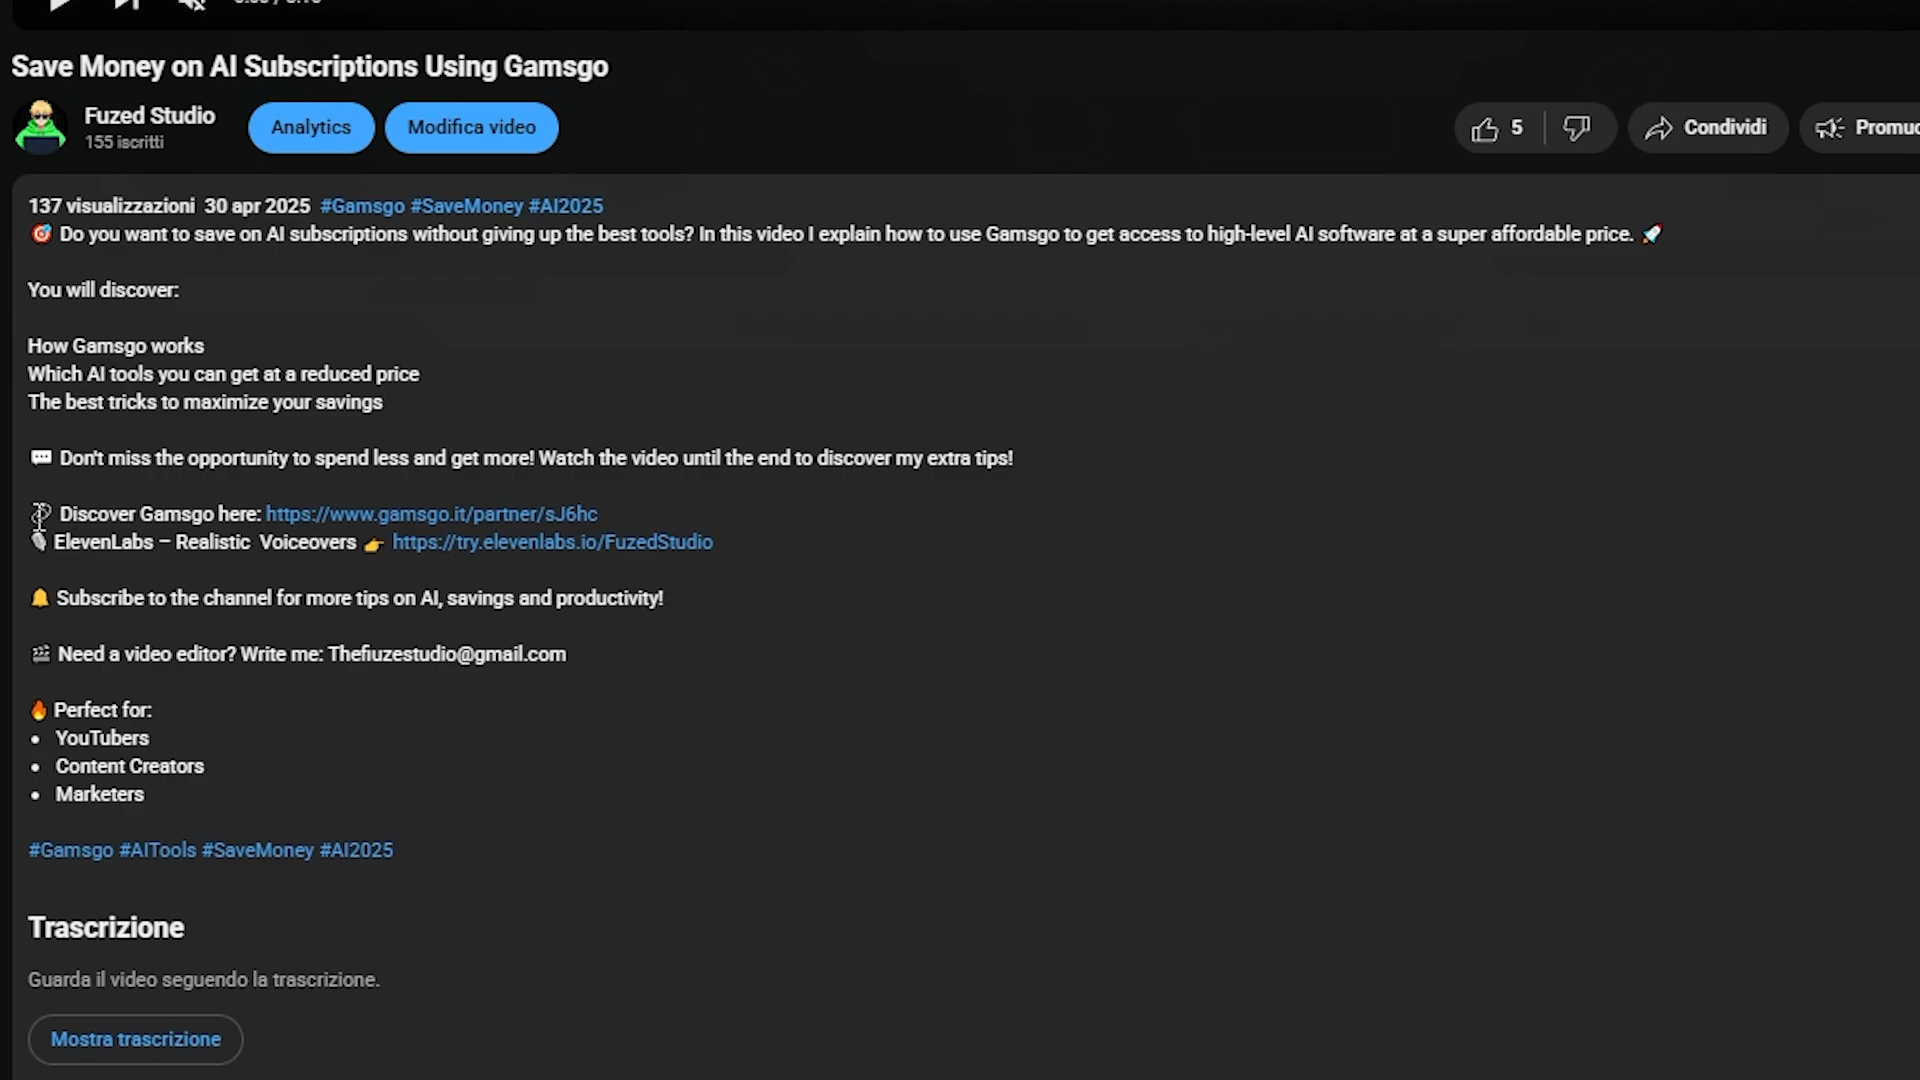 Save Money on AI Subscriptions Using Gamsgo
Fuzed Studio
155 iscritti
Analytics
Modifica video
5
Condividi
137 visualizzazioni 30 apr 2025 #Gamsgo #SaveMoney #AI2025
🎯 Do you want to save on AI subscriptions without giving up the best tools? In this video I explain how to use Gamsgo to get access to high-level AI software at a super affordable price. 🚀
You will discover:
How Gamsgo works
Which AI tools you can get at a reduced price
The best tricks to maximize your savings
💬 Don't miss the opportunity to spend less and get more! Watch the video until the end to discover my extra tips!
Discover Gamsgo here: https://www.gamsgo.it/partner/sJ6hc
🎙️ ElevenLabs – Realistic Voiceovers 👉 https://try.elevenlabs.io/FuzedStudio
🔔 Subscribe to the channel for more tips on AI, savings and productivity!
🎬 Need a video editor? Write me: Thefiuzestudio@gmail.com
🔥 Perfect for:
• YouTubers
• Content Creators
• Marketers
#Gamsgo #AITools #SaveMoney #AI2025
Trascrizione
Guarda il video seguendo la trascrizione.
Mostra trascrizione